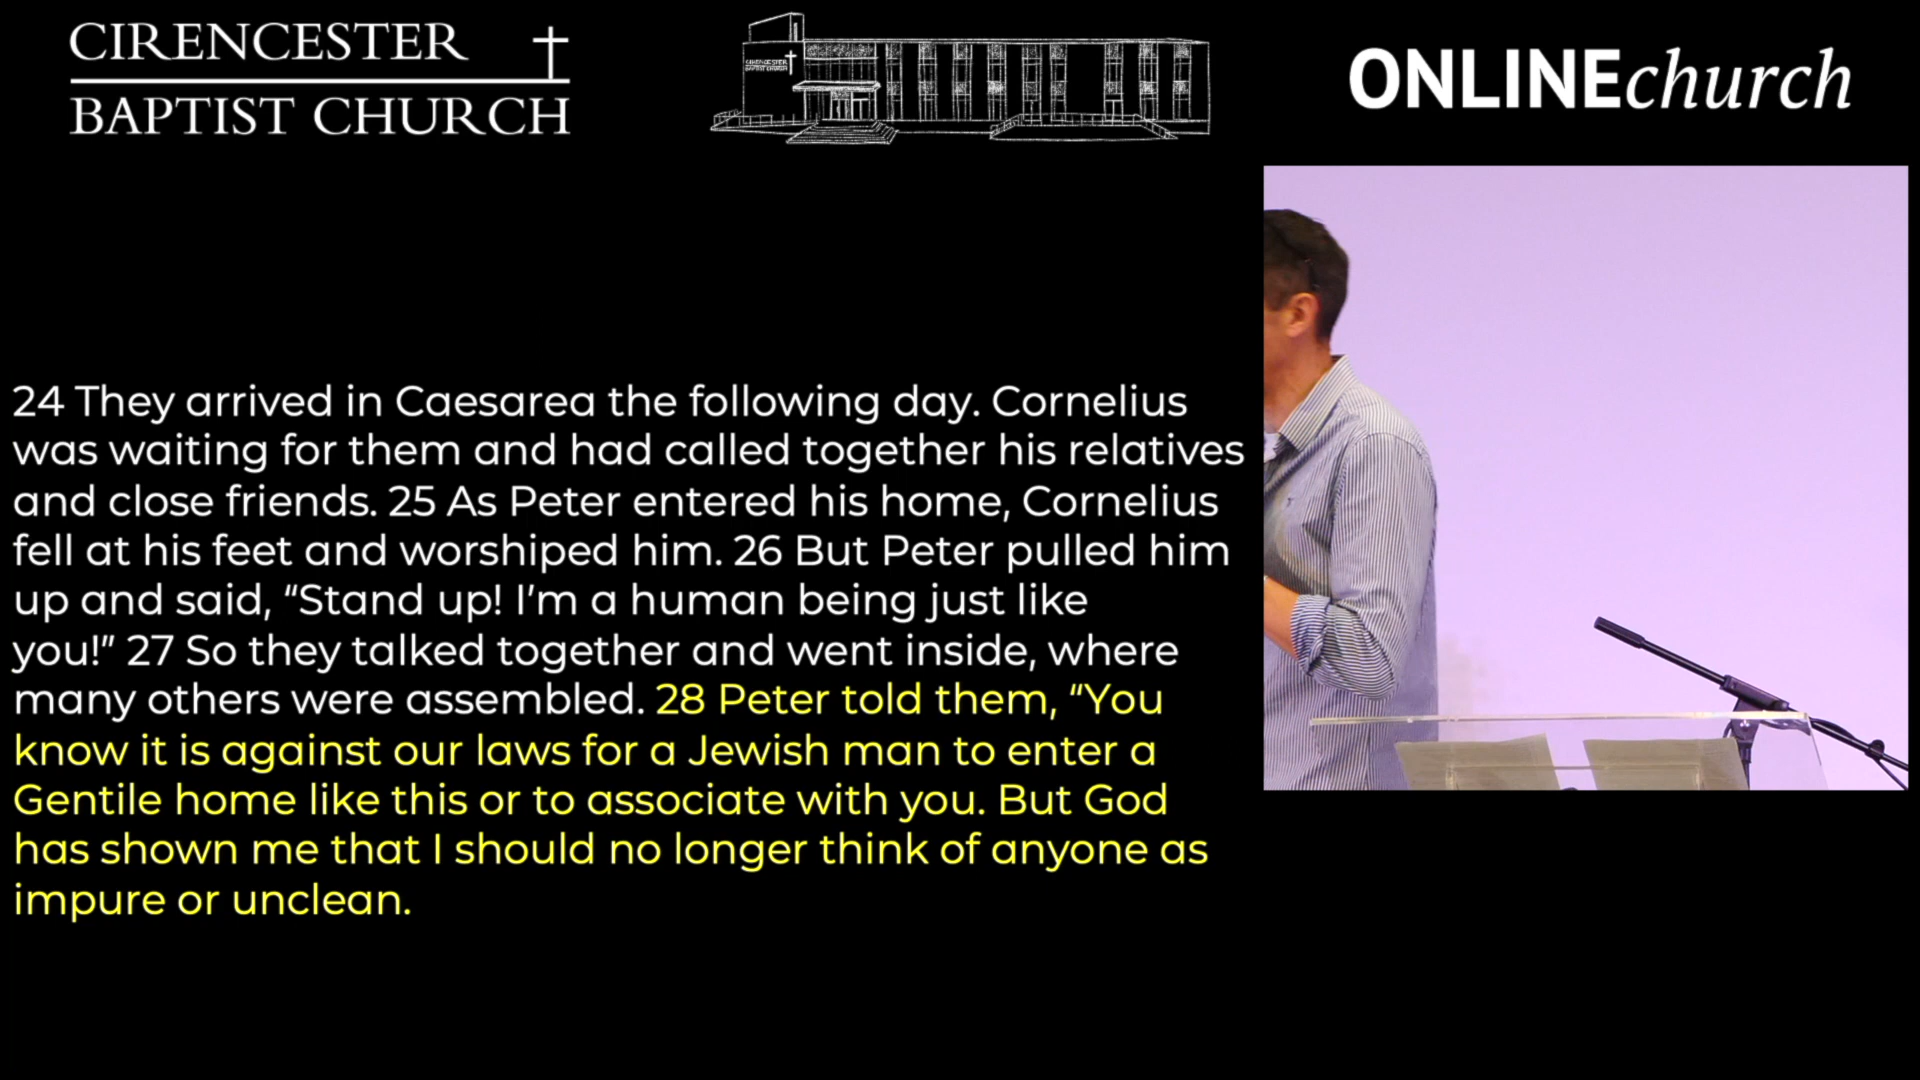 CIRENCESTER
BAPTIST CHURCH
CIRENCESTER
BAPTIST CHURCH
ONLINEchurch
24 They arrived in Caesarea the following day. Cornelius
was waiting for them and had called together his relatives
and close friends. 25 As Peter entered his home, Cornelius
fell at his feet and worshiped him. 26 But Peter pulled him
up and said, “Stand up! I’m a human being just like
you!” 27 So they talked together and went inside, where
many others were assembled. 28 Peter told them, “You
know it is against our laws for a Jewish man to enter a
Gentile home like this or to associate with you. But God
has shown me that I should no longer think of anyone as
impure or unclean.